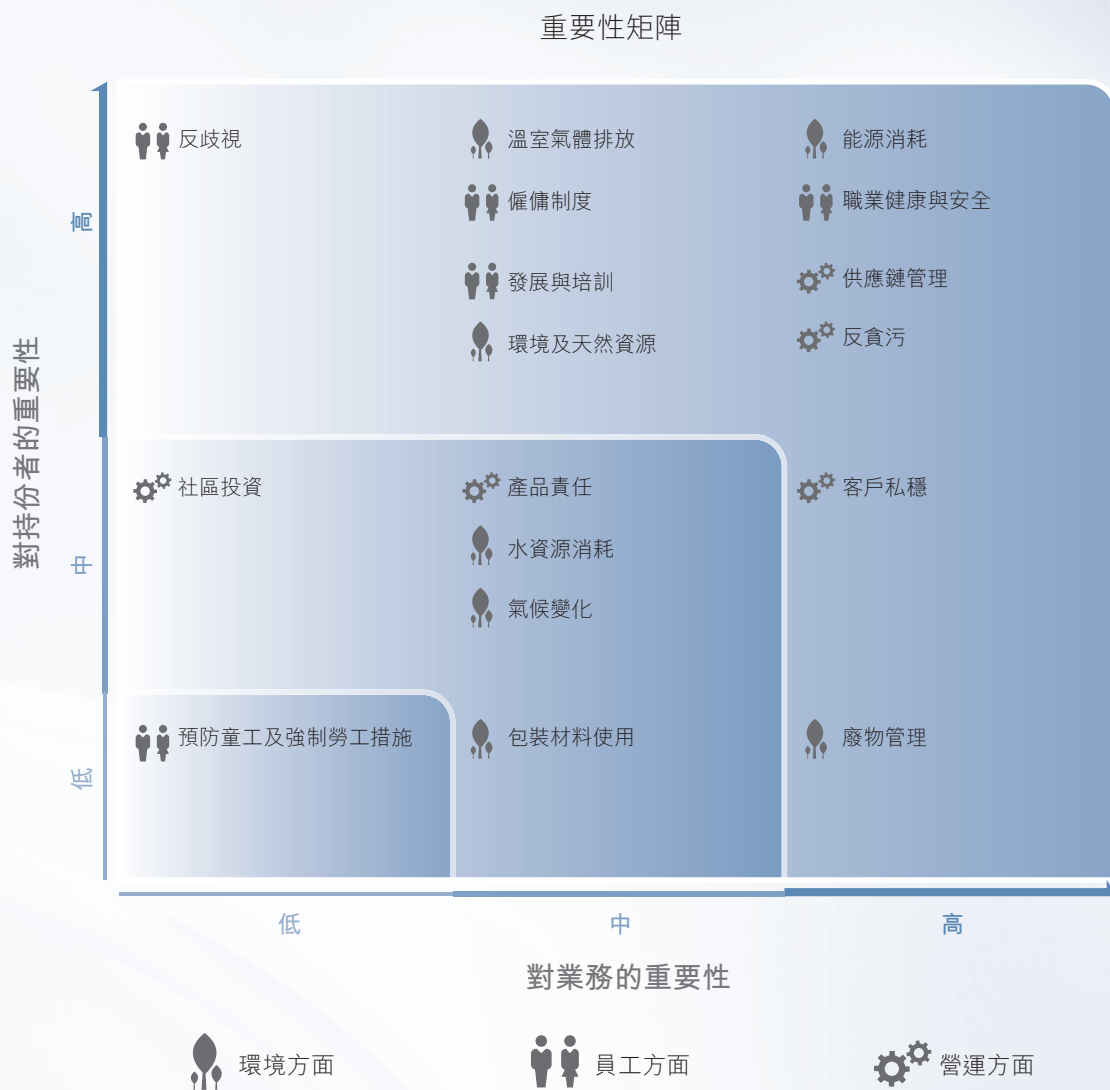 重要性矩陣
對持份者的重要性
高
反歧視
溫室氣體排放
能源消耗
僱傭制度
職業健康與安全
發展與培訓
供應鏈管理
環境及天然資源
反貪污
中
社區投資
產品責任
客戶私穩
水資源消耗
氣候變化
低
預防童工及強制勞工措施
包裝材料使用
廢物管理
低
中
高
對業務的重要性
環境方面
員工方面
營運方面